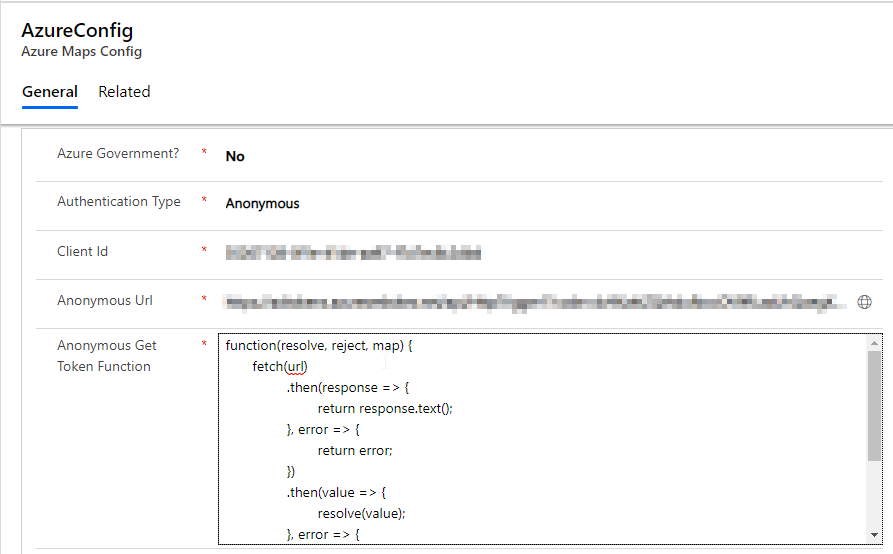 AzureConfig
Azure Maps Config
General Related
Azure Government? * No
Authentication Type * Anonymous
Client Id *
Anonymous Url *
Anonymous Get * function(resolve, reject, map) {
Token Function fetch(url)
.then(response => {
return response.text();
}, error => {
return error;
})
.then(value => {
resolve(value);
}, error => {